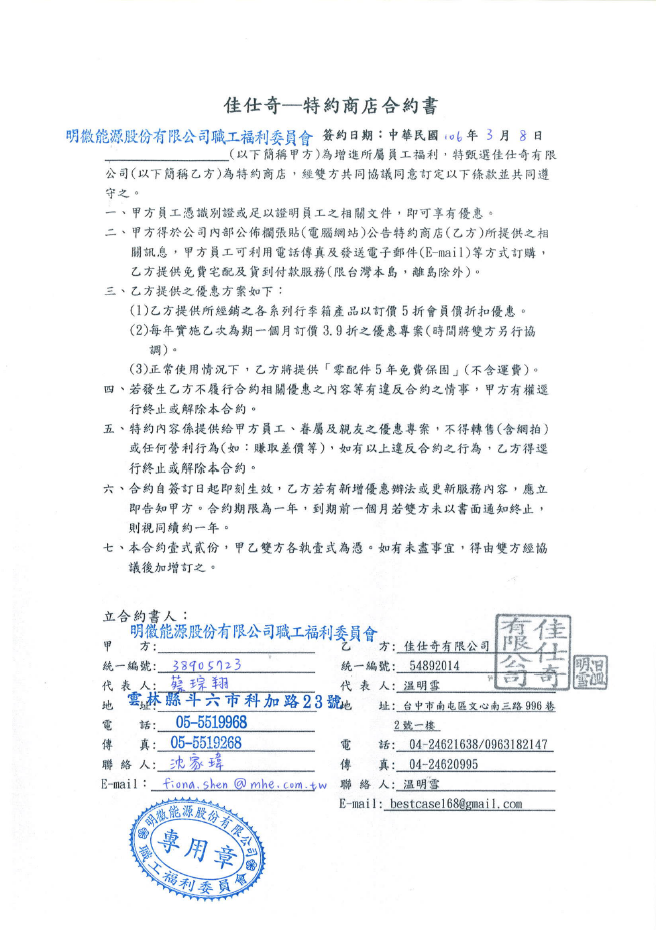 佳仕奇—特約商店合約書
明徽能源股份有限公司職工福利委員會 簽約日期：中華民國 106 年 3 月 8 日
(以下簡稱甲方)為增進所屬員工福利，特甄選佳仕奇有限
公司(以下簡稱乙方)為特約商店，經雙方共同協議同意訂定以下條款並共同遵
守之。
一、甲方員工憑識別證或足以證明員工之相關文件，即可享有優惠。
二、甲方得於公司內部公佈欄張貼(電腦網站)公告特約商店(乙方)所提供之相
關訊息，甲方員工可利用電話傳真及發送電子郵件(E-mail)等方式訂購，
乙方提供免費宅配及貨到付款服務(限台灣本島，離島除外)。
三、乙方提供之優惠方案如下：
(1)乙方提供所經銷之各系列行李箱產品以訂價 5 折會員價折扣優惠。
(2)每年實施乙次為期一個月訂價 3.9 折之優惠專案(時間將雙方另行協
調)。
(3)正常使用情況下，乙方將提供「零配件 5 年免費保固」(不含運費)。
四、若發生乙方不履行合約相關優惠之內容等有違反合約之情事，甲方有權逕
行終止或解除本合約。
五、特約內容係提供給甲方員工、眷屬及親友之優惠專案，不得轉售(含網拍)
或任何營利行為(如：賺取差價等)，如有以上違反合約之行為，乙方得逕
行終止或解除本合約。
六、合約自簽訂日起即刻生效，乙方若有新增優惠辦法或更新服務內容，應立
即告知甲方。合約期限為一年，到期前一個月若雙方未以書面通知終止，
則視同續約一年。
七、本合約壹式貳份，甲乙雙方各執壹式為憑。如有未盡事宜，得由雙方經協
議後加增訂之。
立合約書人：
明徽能源股份有限公司職工福利委員會
甲 方:
統一編號: 38905723
代 表 人: 蔡琮翔
地 址: 雲林縣斗六市科加路23號
電 話: 05-5519968
傳 真: 05-5519268
聯 絡 人: 沈家瑋
E-mail： fiona.shen @ mhe.com.tw
乙 方: 佳仕奇有限公司
統一編號: 54892014
代 表 人: 溫明雪
地 址: 台中市南屯區文心南三路 996 巷
2 號一樓
電 話: 04-24621638/0963182147
傳 真: 04-24620995
聯 絡 人: 溫明雪
E-mail: bestcase168@gmail.com
佳仕奇有限公司
溫明雪
明徽能源股份有限公司
專用章
職工福利委員會